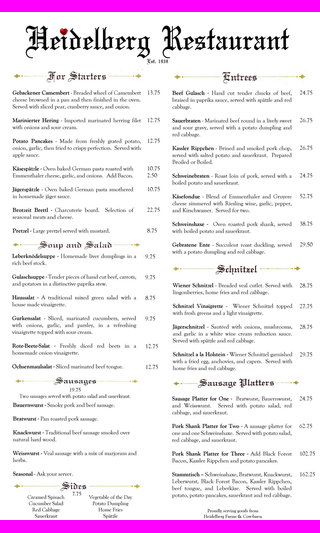 Heidelberg Restaurant
Est. 1938
For Starters
Gebackener Camembert - Breaded wheel of Camembert 13.75
cheese browned in a pan and then finished in the oven.
Served with sliced pear, cranberry sauce, and onion.
Marinierter Hering - Imported marinated herring filet 12.75
with onions and sour cream.
Potato Pancakes - Made from freshly grated potato, 12.75
onion, garlic, then fried to crispy perfection. Served with
apple sauce.
Käsespätzle - Oven baked German pasta roasted with 10.75
Emmenthaler cheese, garlic, and onions. Add Bacon. 2.50
Jägerspätzle - Oven baked German pasta smothered 10.75
in homemade jäger sauce.
Brotzeit Brettl - Charcuterie board. Selection of 22.75
seasonal meats and cheese.
Pretzel - Large pretzel served with mustard. 8.75
Soup and Salad
Leberknödelsuppe - Homemade liver dumplings in a 9.25
rich beef stock.
Gulaschsuppe - Tender pieces of hand cut beef, carrots, 9.25
and potatoes in a distinctive paprika stew.
Haussalat - A traditional mixed green salad with a 8.25
house made vinaigrette.
Gurkensalat - Sliced, marinated cucumbers, served 9.25
with onions, garlic, and parsley, in a refreshing
vinaigrette topped with sour cream.
Rote-Beete-Salat - Freshly diced red beets in a 12.75
homemade onion vinaigrette.
Ochsenmaulsalat - Sliced marinated beef tongue. 12.75
Sausages
19.25
Two sausages served with potato salad and sauerkraut.
Bauernwurst - Smoky pork and beef sausage.
Bratwurst - Pan roasted pork sausage.
Knackwurst - Traditional beef sausage smoked over
natural hard wood.
Weisswurst - Veal sausage with a mix of marjoram and
herbs.
Seasonal - Ask your server.
Sides
7.75
Creamed Spinach
Cucumber Salad
Red Cabbage
Sauerkraut
Vegetable of the Day
Potato Dumpling
Home Fries
Spätzle
Entrees
Beef Gulasch - Hand cut tender chucks of beef, 24.75
braised in paprika sauce, served with spätzle and red
cabbage.
Sauerbraten - Marinated beef round in a lively sweet 26.75
and sour gravy, served with a potato dumpling and
red cabbage.
Kassler Rippchen - Brined and smoked pork chop, 26.75
served with salted potato and sauerkraut. Prepared
Broiled or Boiled.
Schweinebraten - Roast loin of pork, served with a 24.75
boiled potato and sauerkraut.
Käsefondue - Blend of Emmenthaler and Gruyere 52.75
cheese simmered with Riesling wine, garlic, pepper,
and Kirschwasser. Served for two.
Schweinshaxe - Oven roasted pork shank, served 38.75
with boiled potato and sauerkraut.
Gebratene Ente - Succulent roast duckling, served 29.50
with a potato dumpling and red cabbage.
Schnitzel
Wiener Schnitzel - Breaded veal cutlet. Served with 28.75
lingonberries, home fries and red cabbage.
Schnitzel Vinaigrette - Wiener Schnitzel topped 27.75
with fresh greens and a light vinaigrette.
Jägerschnitzel - Sautéed with onions, mushrooms, 28.75
and garlic in a white wine cream reduction sauce.
Served with spätzle and red cabbage.
Schnitzel a la Holstein - Wiener Schnitzel garnished 29.75
with a fried egg, anchovies, and capers. Served with
home fries and red cabbage.
Sausage Platters
Sausage Platter for One - Bratwurst, Bauernwurst, 24.75
and Weisswurst. Served with potato salad, red
cabbage, and sauerkraut.
Pork Shank Platter for Two - A sausage platter for 62.75
one and one Schweinshaxe. Served with potato salad,
red cabbage, and sauerkraut.
Pork Shank Platter for Three - Add Black Forest 102.75
Bacon, Kassler Rippchen and potato pancakes.
Stammtisch - Schweinshaxe, Bratwurst, Knackwurst, 162.25
Leberwurst, Black Forest Bacon, Kassler Rippchen,
beef tongue, and Leberkäse. Served with boiled
potato, potato pancakes, sauerkraut and red cabbage.
Proudly serving goods from: